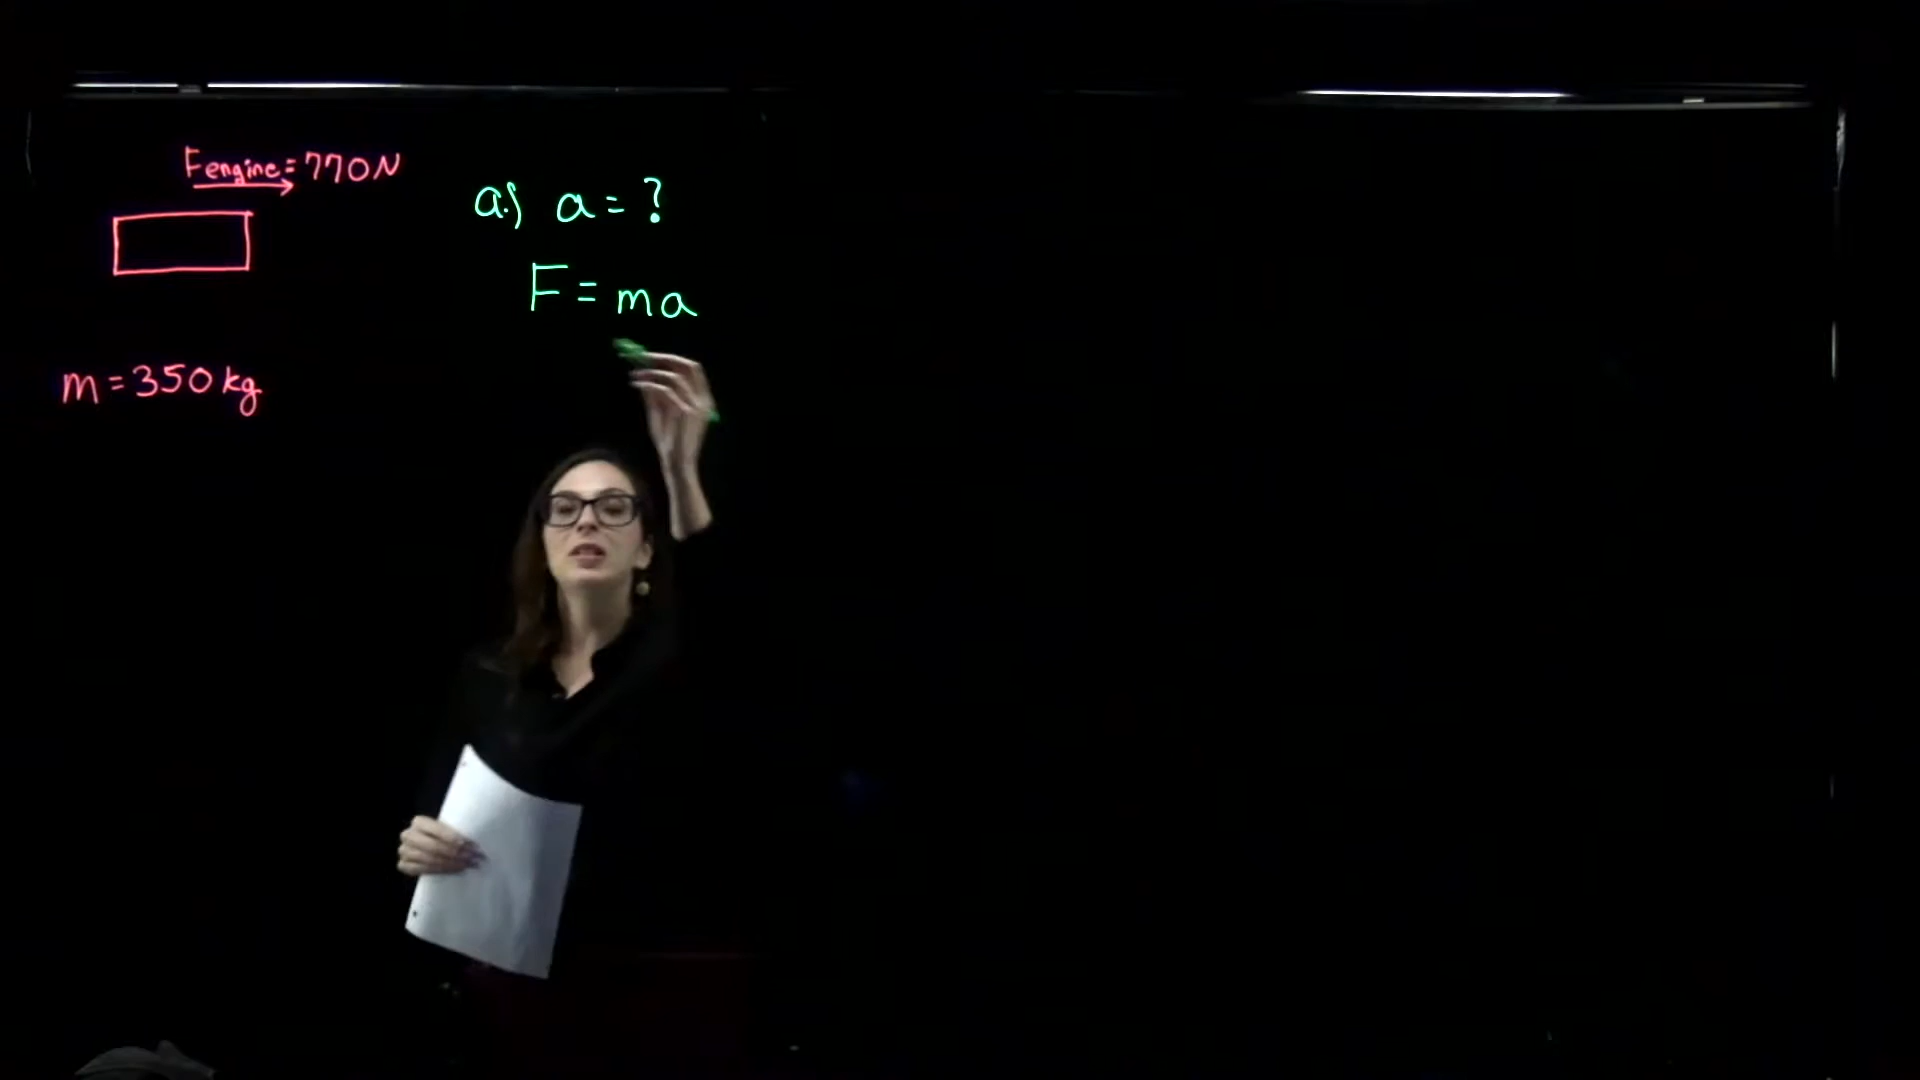 Fengine = 770N
m = 350 kg
a.) a = ?
F = ma